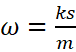 ω = ks/m